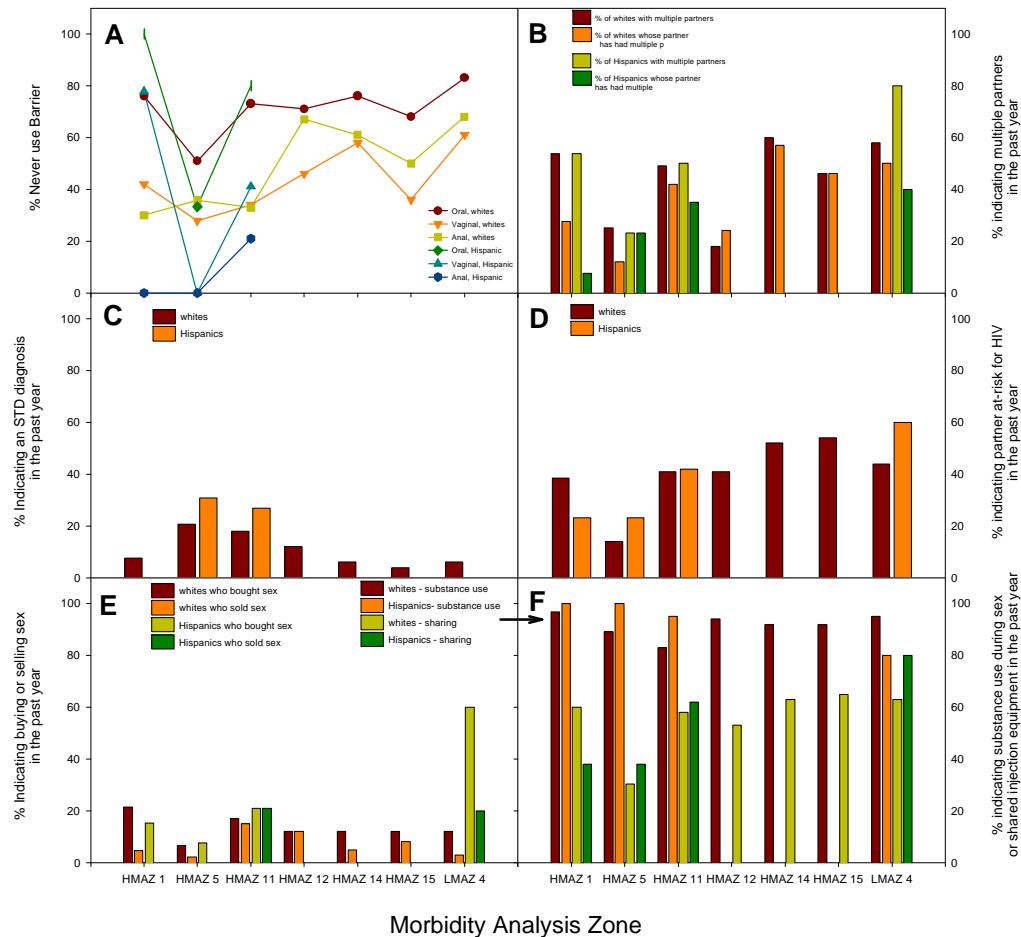 A
100
80
60
40
20
0
% Never use Barrier
Oral, whites
Vaginal, whites
Anal, whites
Oral, Hispanic
Vaginal, Hispanic
Anal, Hispanic
B
% of whites with multiple partners
% of whites whose partner
has had multiple p
% of Hispanics with multiple partners
% of Hispanics whose partner
has had multiple
100
80
60
40
20
0
% indicating multiple partners
in the past year
C
whites
Hispanics
100
80
60
40
20
0
% Indicating an STD diagnosis
in the past year
D
whites
Hispanics
100
80
60
40
20
0
% indicating partner at-risk for HIV
in the past year
E
whites who bought sex
whites who sold sex
Hispanics who bought sex
Hispanics who sold sex
whites - substance use
Hispanics- substance use
whites - sharing
Hispanics - sharing
100
80
60
40
20
0
% Indicating buying or selling sex
in the past year
HMAZ 1 HMAZ 5 HMAZ 11 HMAZ 12 HMAZ 14 HMAZ 15 LMAZ 4
F
100
80
60
40
20
0
% indicating substance use during sex
or shared injection equipment in the past year
HMAZ 1 HMAZ 5 HMAZ 11 HMAZ 12 HMAZ 14 HMAZ 15 LMAZ 4
Morbidity Analysis Zone